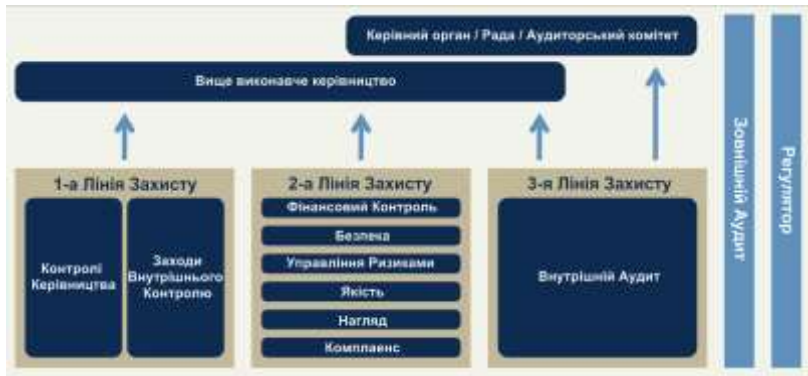 Керівний орган / Рада / Аудиторський комітет
Вище виконавче керівництво
1-а Лінія Захисту
Контролі
Керівництва
Заходи
Внутрішнього
Контролю
2-а Лінія Захисту
Фінансовий Контроль
Безпека
Управління Ризиками
Якість
Нагляд
Комплаенс
3-я Лінія Захисту
Внутрішній Аудит
Зовнішній Аудит
Регулятор